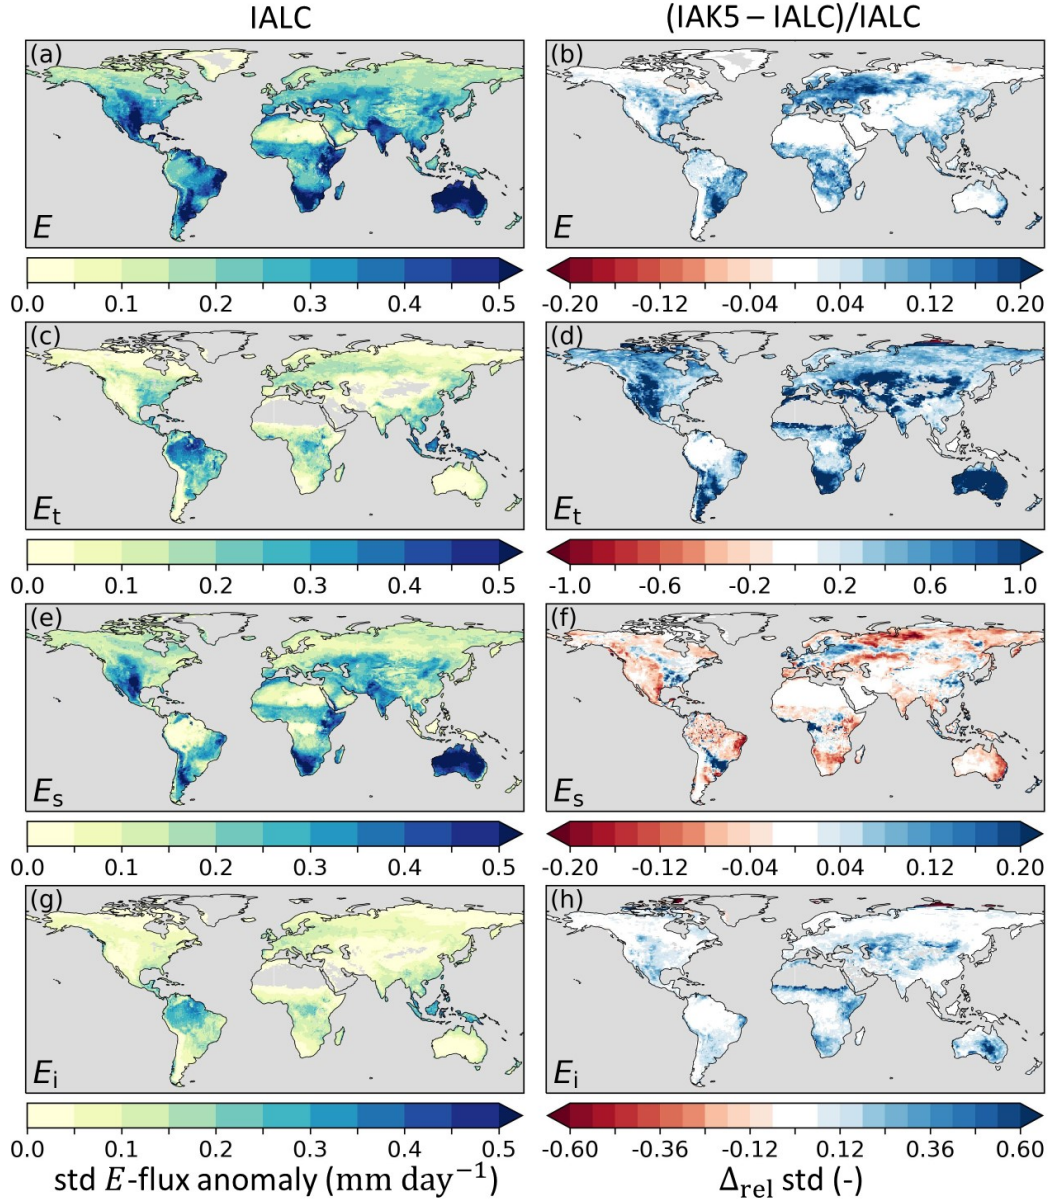 IALC (IAK5 – IALC)/IALC
(a) (b)
E E
0.0 0.1 0.2 0.3 0.4 0.5 -0.20 -0.12 -0.04 0.04 0.12 0.20
(c) (d)
Et Et
0.0 0.1 0.2 0.3 0.4 0.5 -1.0 -0.6 -0.2 0.2 0.6 1.0
(e) (f)
Es Es
0.0 0.1 0.2 0.3 0.4 0.5 -0.20 -0.12 -0.04 0.04 0.12 0.20
(g) (h)
Ei Ei
0.0 0.1 0.2 0.3 0.4 0.5 -0.60 -0.36 -0.12 0.12 0.36 0.60
std E-flux anomaly (mm day⁻¹) Δrel std (-)